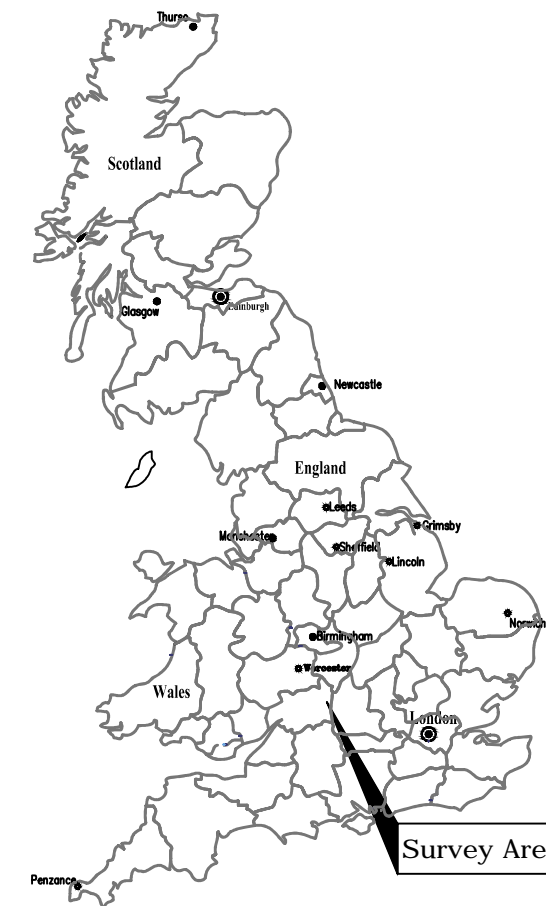 Thurso
Scotland
Edinburgh
Glasgow
Newcastle
England
Leeds
Grimsby
Manchester
Sheffield
Lincoln
Norwich
Birmingham
Worcester
Wales
London
Survey Are
Penzance